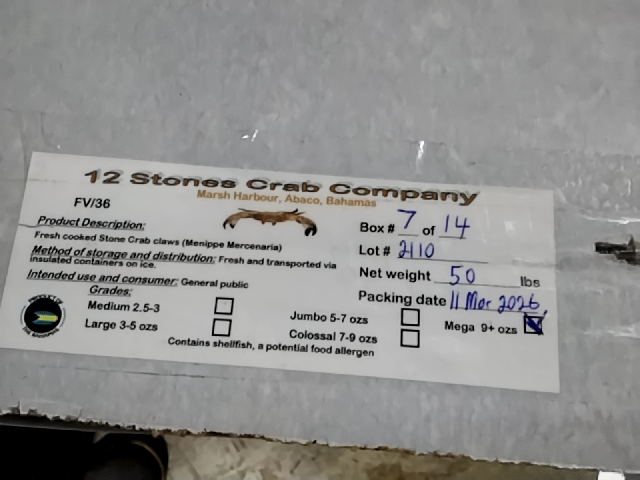 12 Stones Crab Company
Marsh Harbour, Abaco, Bahamas
FV/36
Product Description:
Fresh cooked Stone Crab claws (Menippe Mercenaria)
Method of storage and distribution: Fresh and transported via
insulated containers on ice.
Intended use and consumer: General public
Grades:
Medium 2.5-3
Large 3-5 ozs
Jumbo 5-7 ozs
Colossal 7-9 ozs
Mega 9+ ozs
Contains shellfish, a potential food allergen
Box # 7 of 14
Lot # 2110
Net weight 50 lbs
Packing date 11 Mar 2026